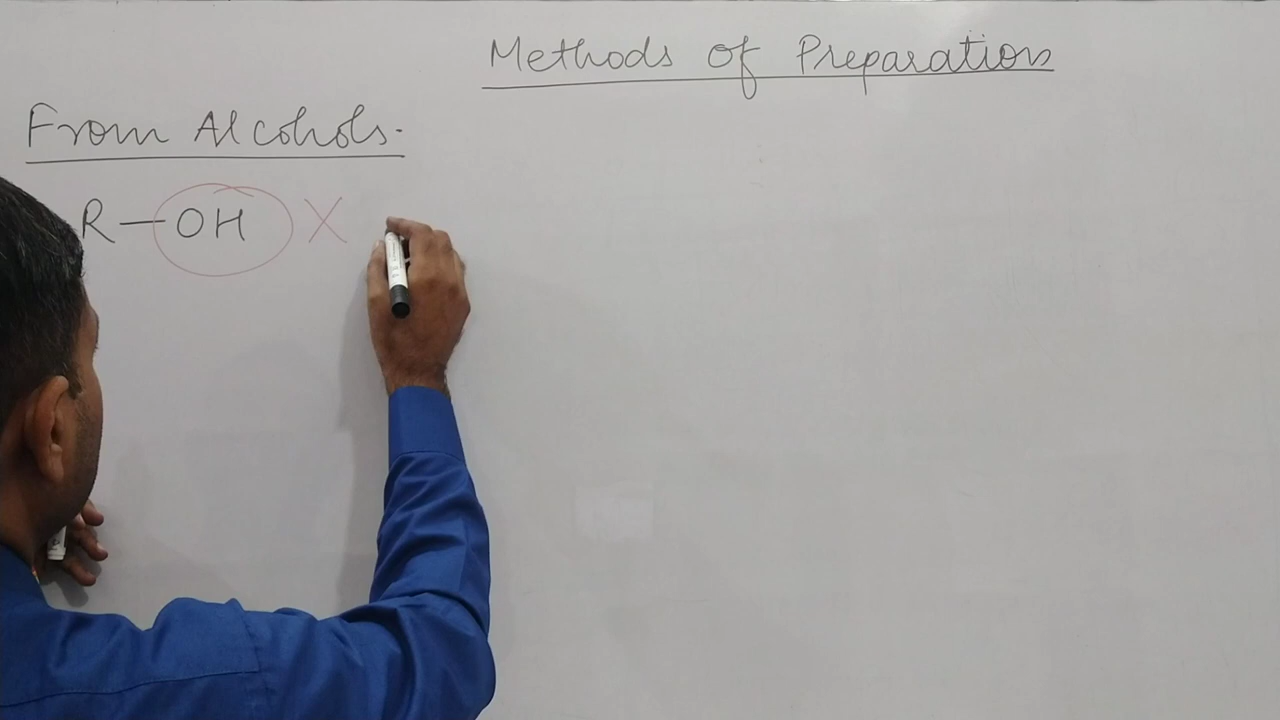 Methods of Preparation
From Alcohols.
R — OH X